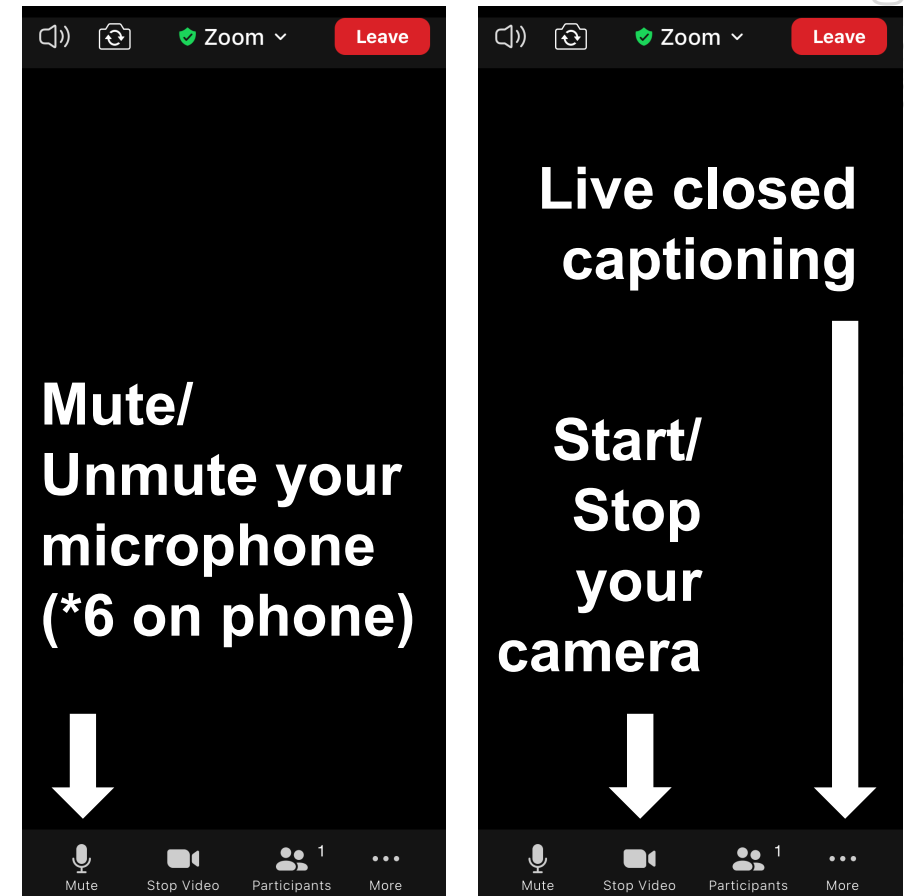 Zoom
Leave
Mute/
Unmute your
microphone
(*6 on phone)
1
Mute
Stop Video
Participants
More
Zoom
Leave
Live closed
captioning
Start/
Stop
your
camera
1
Mute
Stop Video
Participants
More